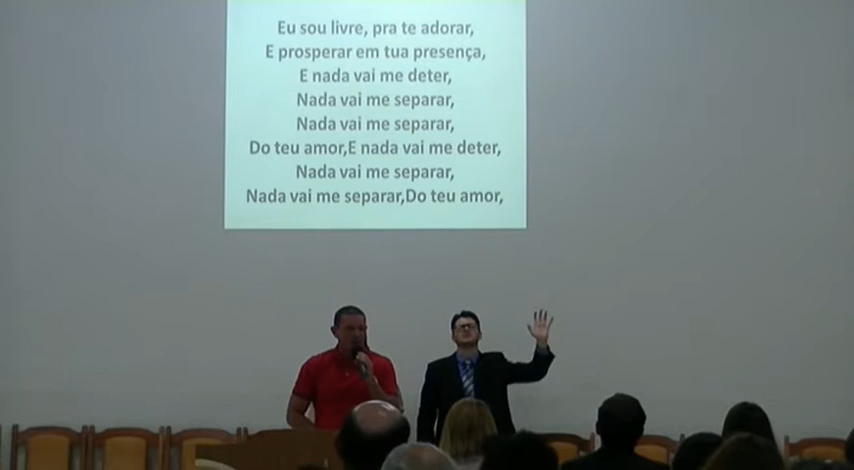 Eu sou livre, pra te adorar,
E prosperar em tua presença,
E nada vai me deter,
Nada vai me separar,
Nada vai me separar,
Do teu amor,E nada vai me deter,
Nada vai me separar,
Nada vai me separar,Do teu amor,